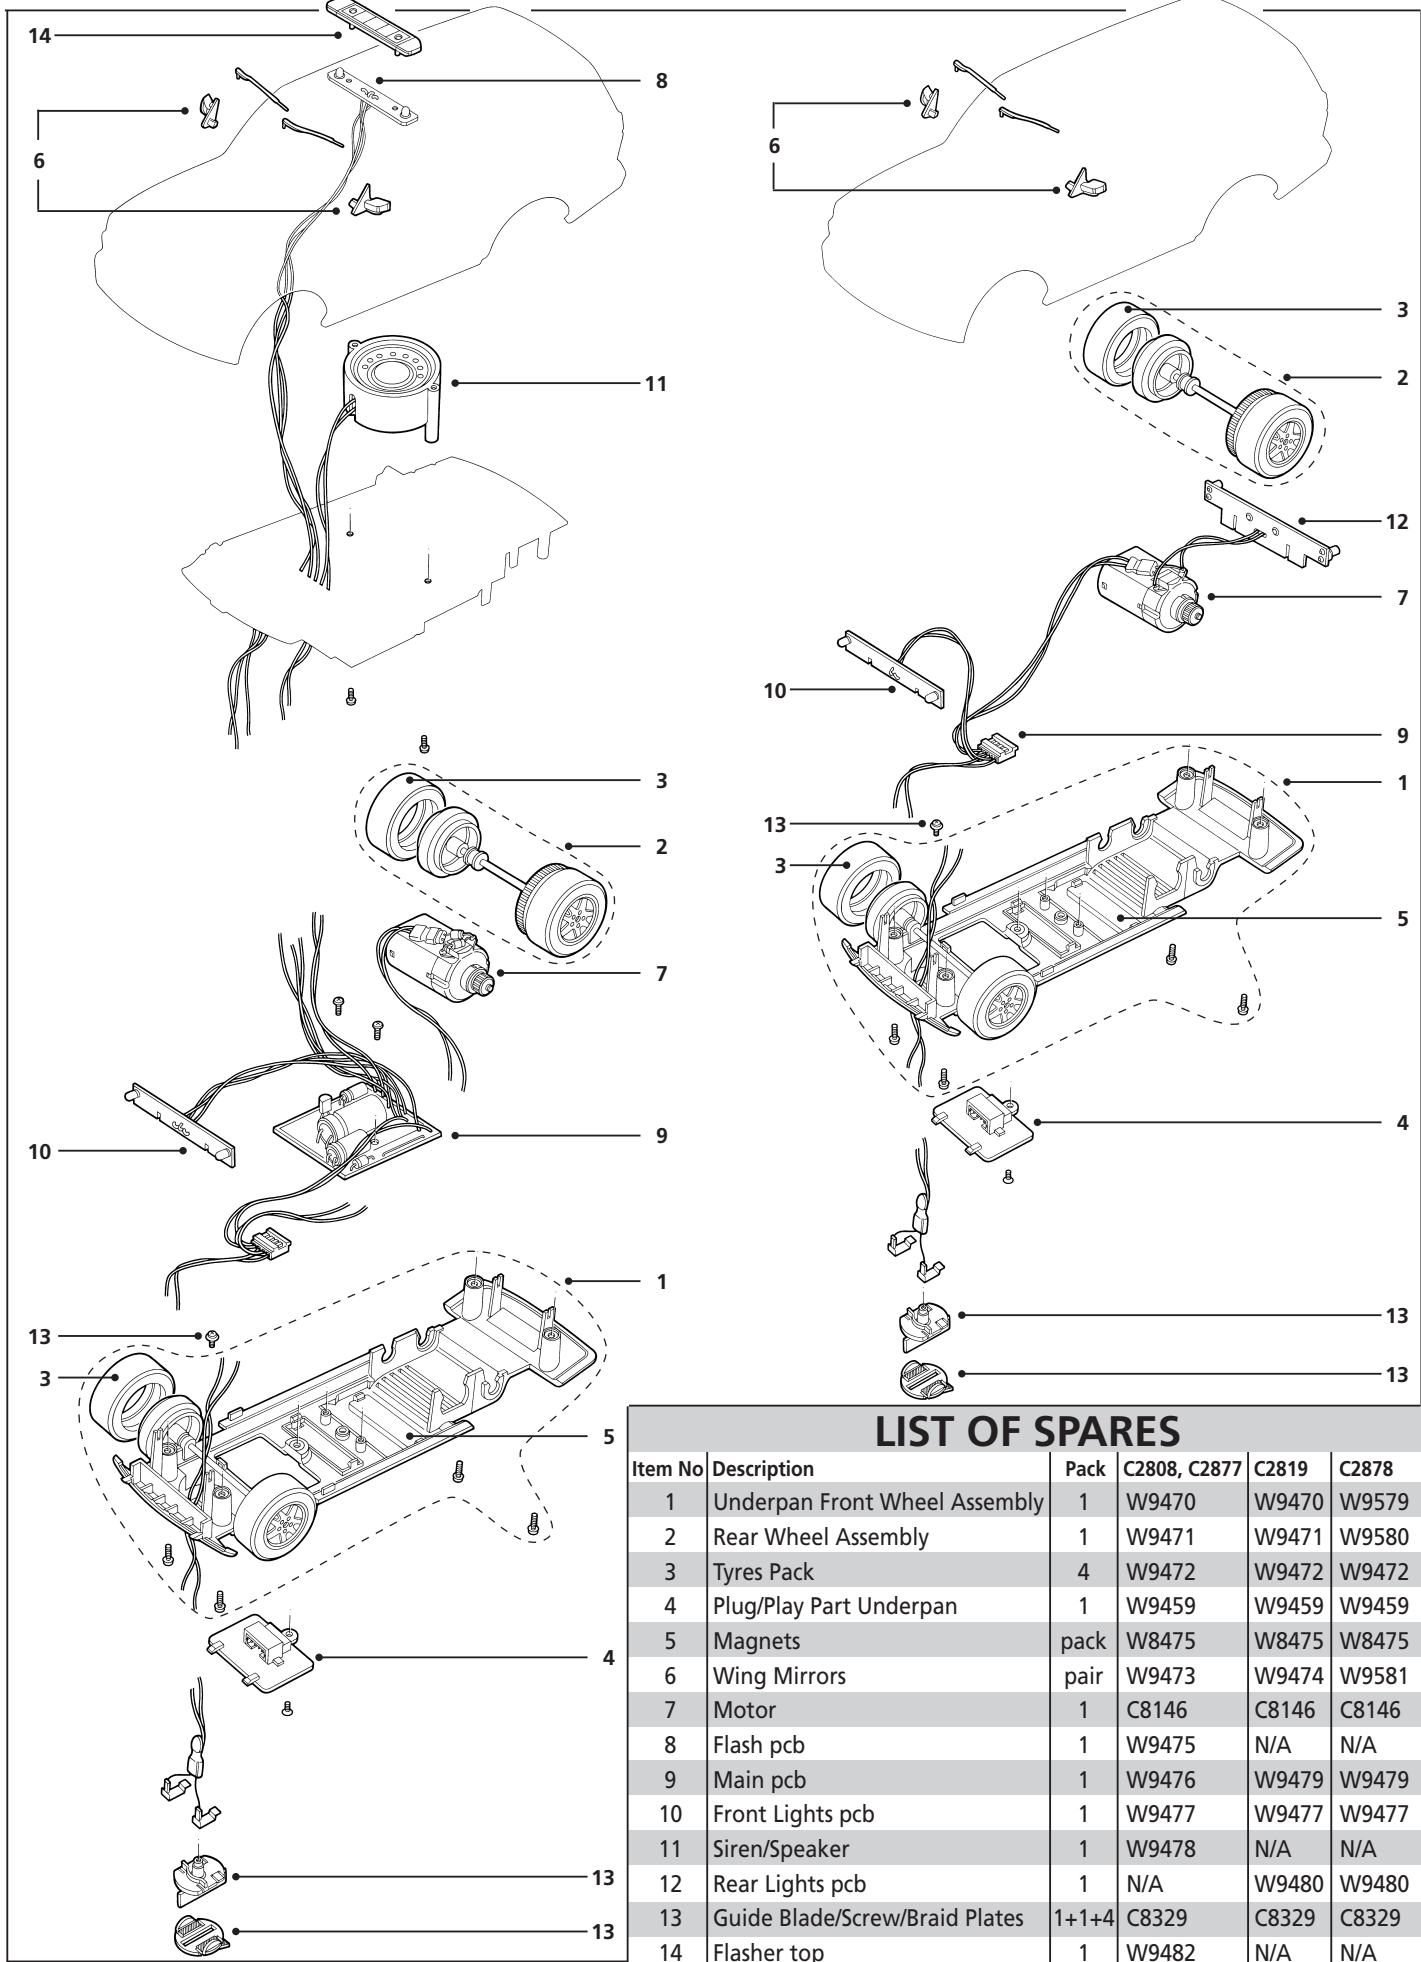 14
8
6
11
3
2
7
10
9
1
13
3
5
4
13
13
6
3
2
12
7
10
9
1
13
3
5
4
13
13
LIST OF SPARES
Item No Description Pack C2808, C2877 C2819 C2878
1 Underpan Front Wheel Assembly 1 W9470 W9470 W9579
2 Rear Wheel Assembly 1 W9471 W9471 W9580
3 Tyres Pack 4 W9472 W9472 W9472
4 Plug/Play Part Underpan 1 W9459 W9459 W9459
5 Magnets pack W8475 W8475 W8475
6 Wing Mirrors pair W9473 W9474 W9581
7 Motor 1 C8146 C8146 C8146
8 Flash pcb 1 W9475 N/A N/A
9 Main pcb 1 W9476 W9479 W9479
10 Front Lights pcb 1 W9477 W9477 W9477
11 Siren/Speaker 1 W9478 N/A N/A
12 Rear Lights pcb 1 N/A W9480 W9480
13 Guide Blade/Screw/Braid Plates 1+1+4 C8329 C8329 C8329
14 Flasher top 1 W9482 N/A N/A